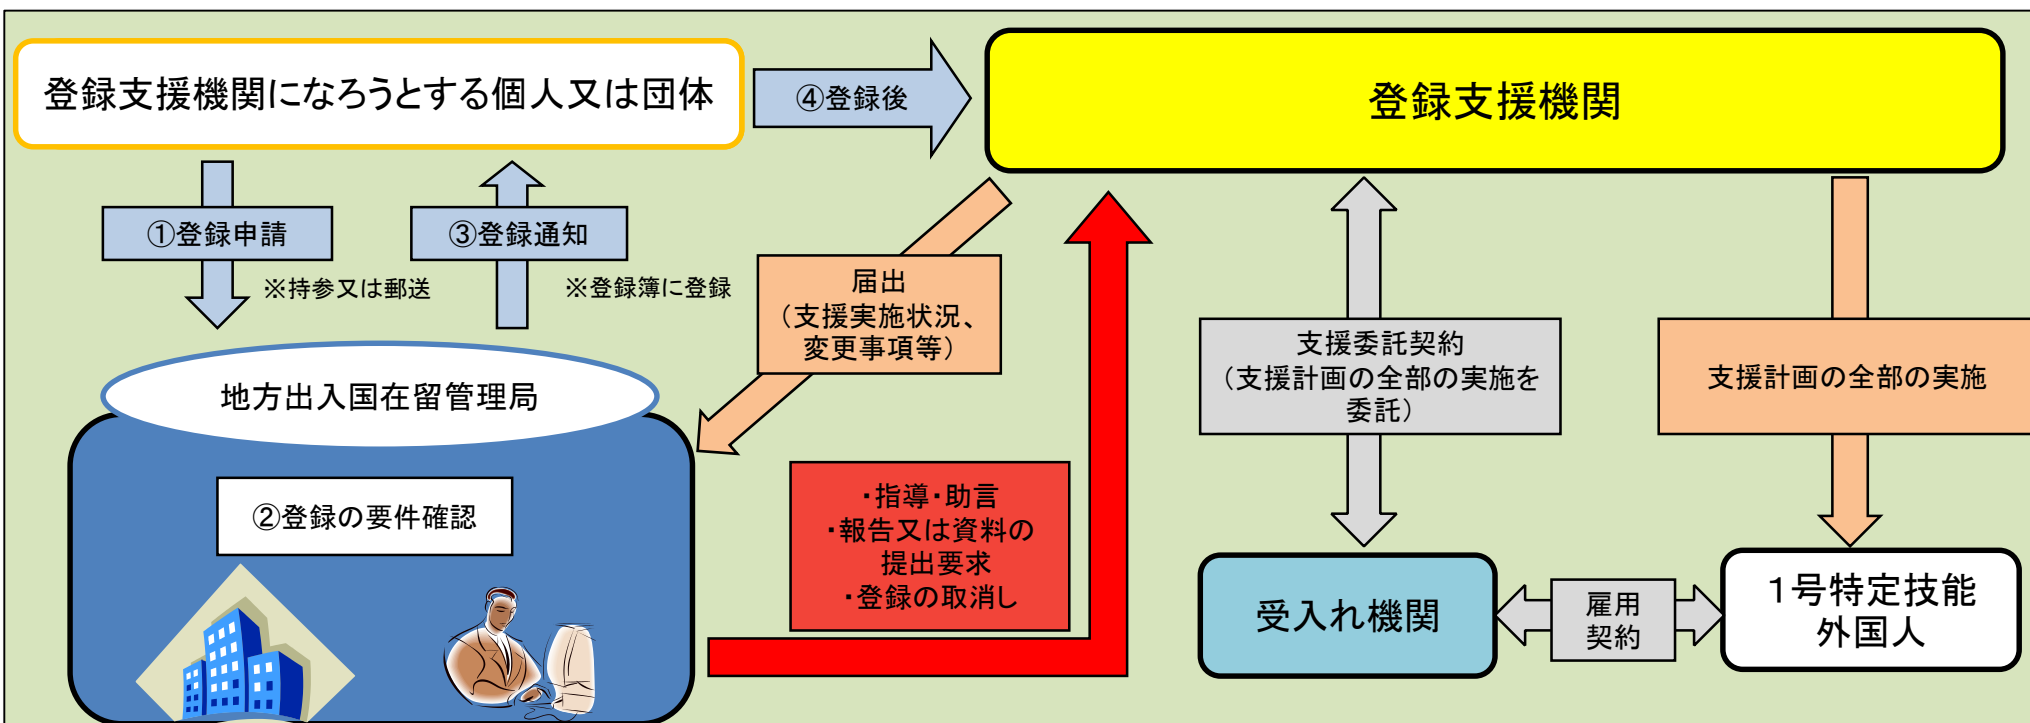 登録支援機関になろうとする個人又は団体
④登録後
登録支援機関
①登録申請
※持参又は郵送
③登録通知
※登録簿に登録
届出
（支援実施状況、
変更事項等）
地方出入国在留管理局
②登録の要件確認
・指導・助言
・報告又は資料の
提出要求
・登録の取消し
支援委託契約
（支援計画の全部の実施を
委託）
支援計画の全部の実施
受入れ機関
雇用
契約
１号特定技能
外国人